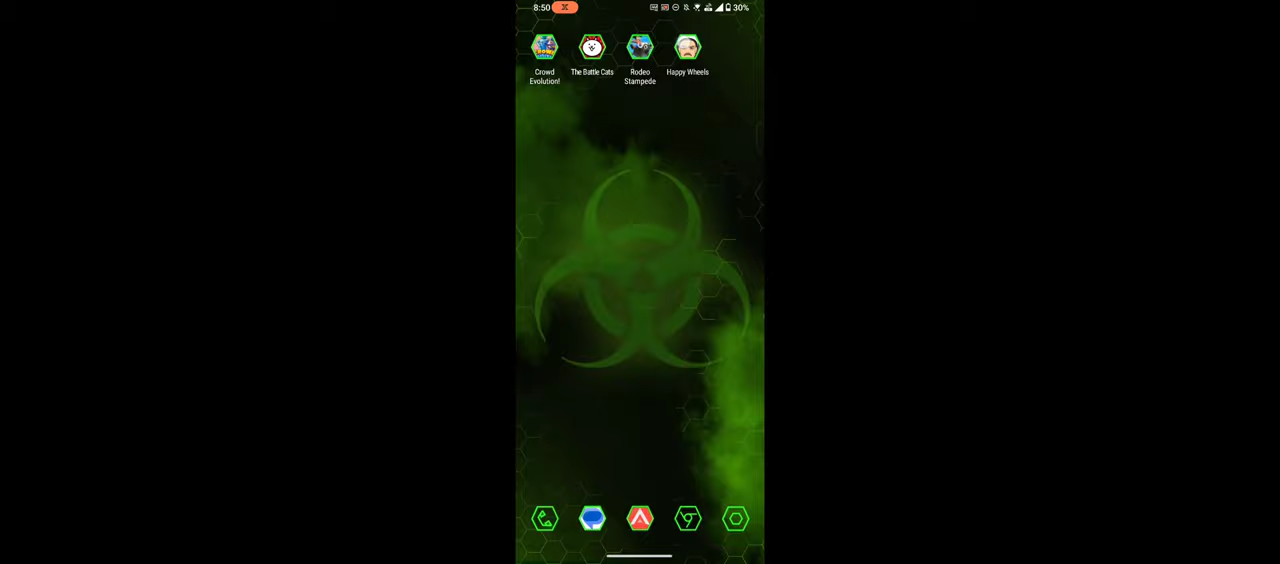 8:50
30%
Crowd Evolution!
The Battle Cats
Rodeo Stampede
Happy Wheels